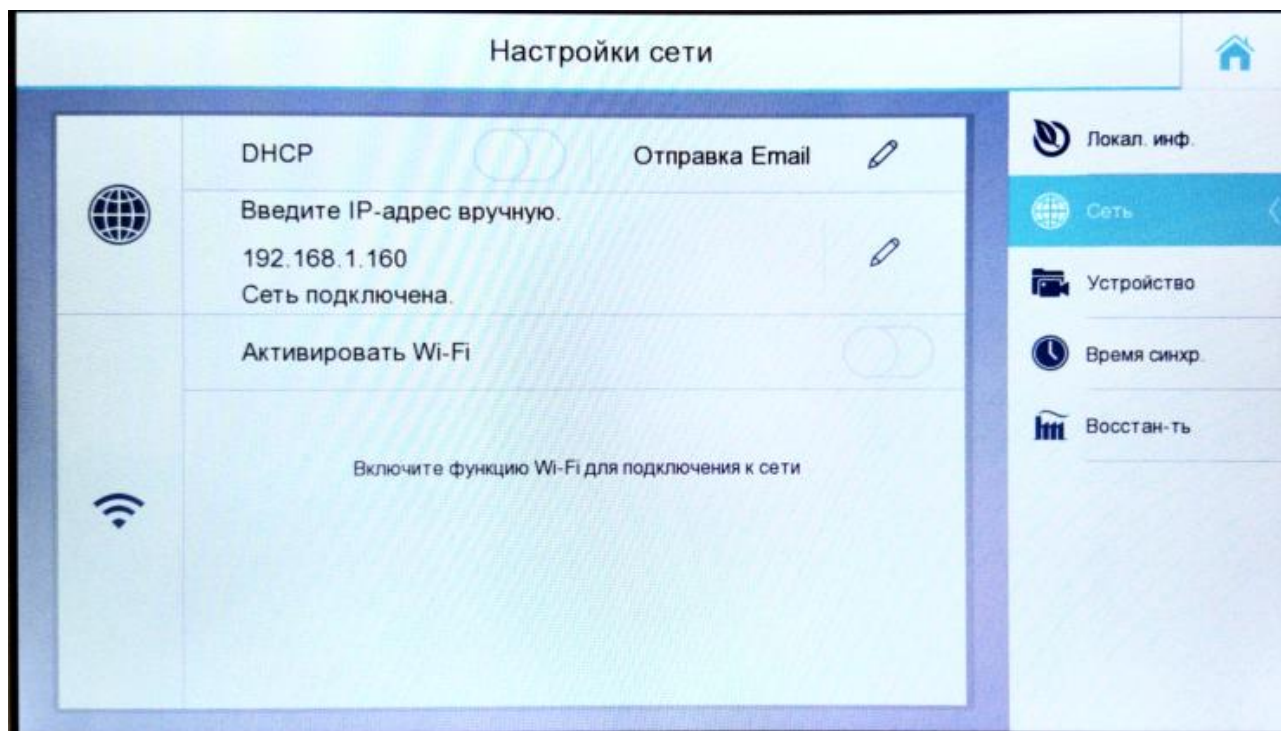 Настройки сети
DHCP
Отправка Email
Введите IP-адрес вручную.
192.168.1.160
Сеть подключена.
Активировать Wi-Fi
Включите функцию Wi-Fi для подключения к сети
Локал. инф.
Сеть
Устройство
Время синхр.
Восстан-ть